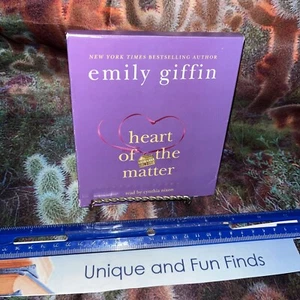 NEW YORK TIMES BESTSELLING AUTHOR
emily giffin
heart
of the
matter
Unique and Fun Finds